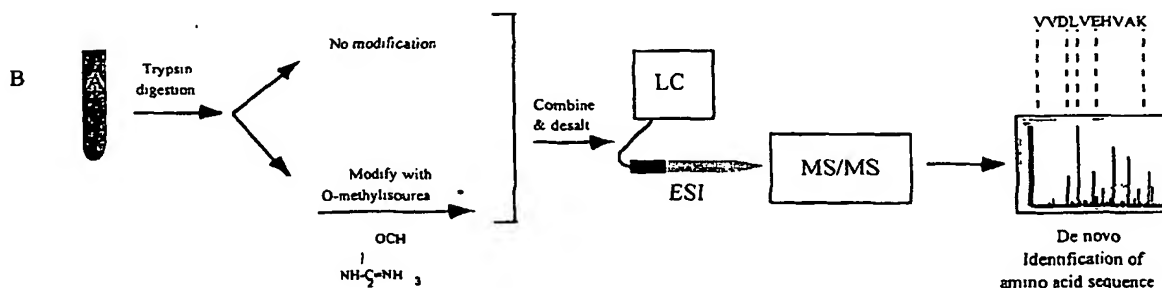 B
A
Trypsin
digestion
No modification
Modify with
O-methylisourea
OCH
NH-C=NH 3
2
Combine
& desalt
LC
ESI
MS/MS
VVDLVEHVAK
De novo
Identification of
amino acid sequence